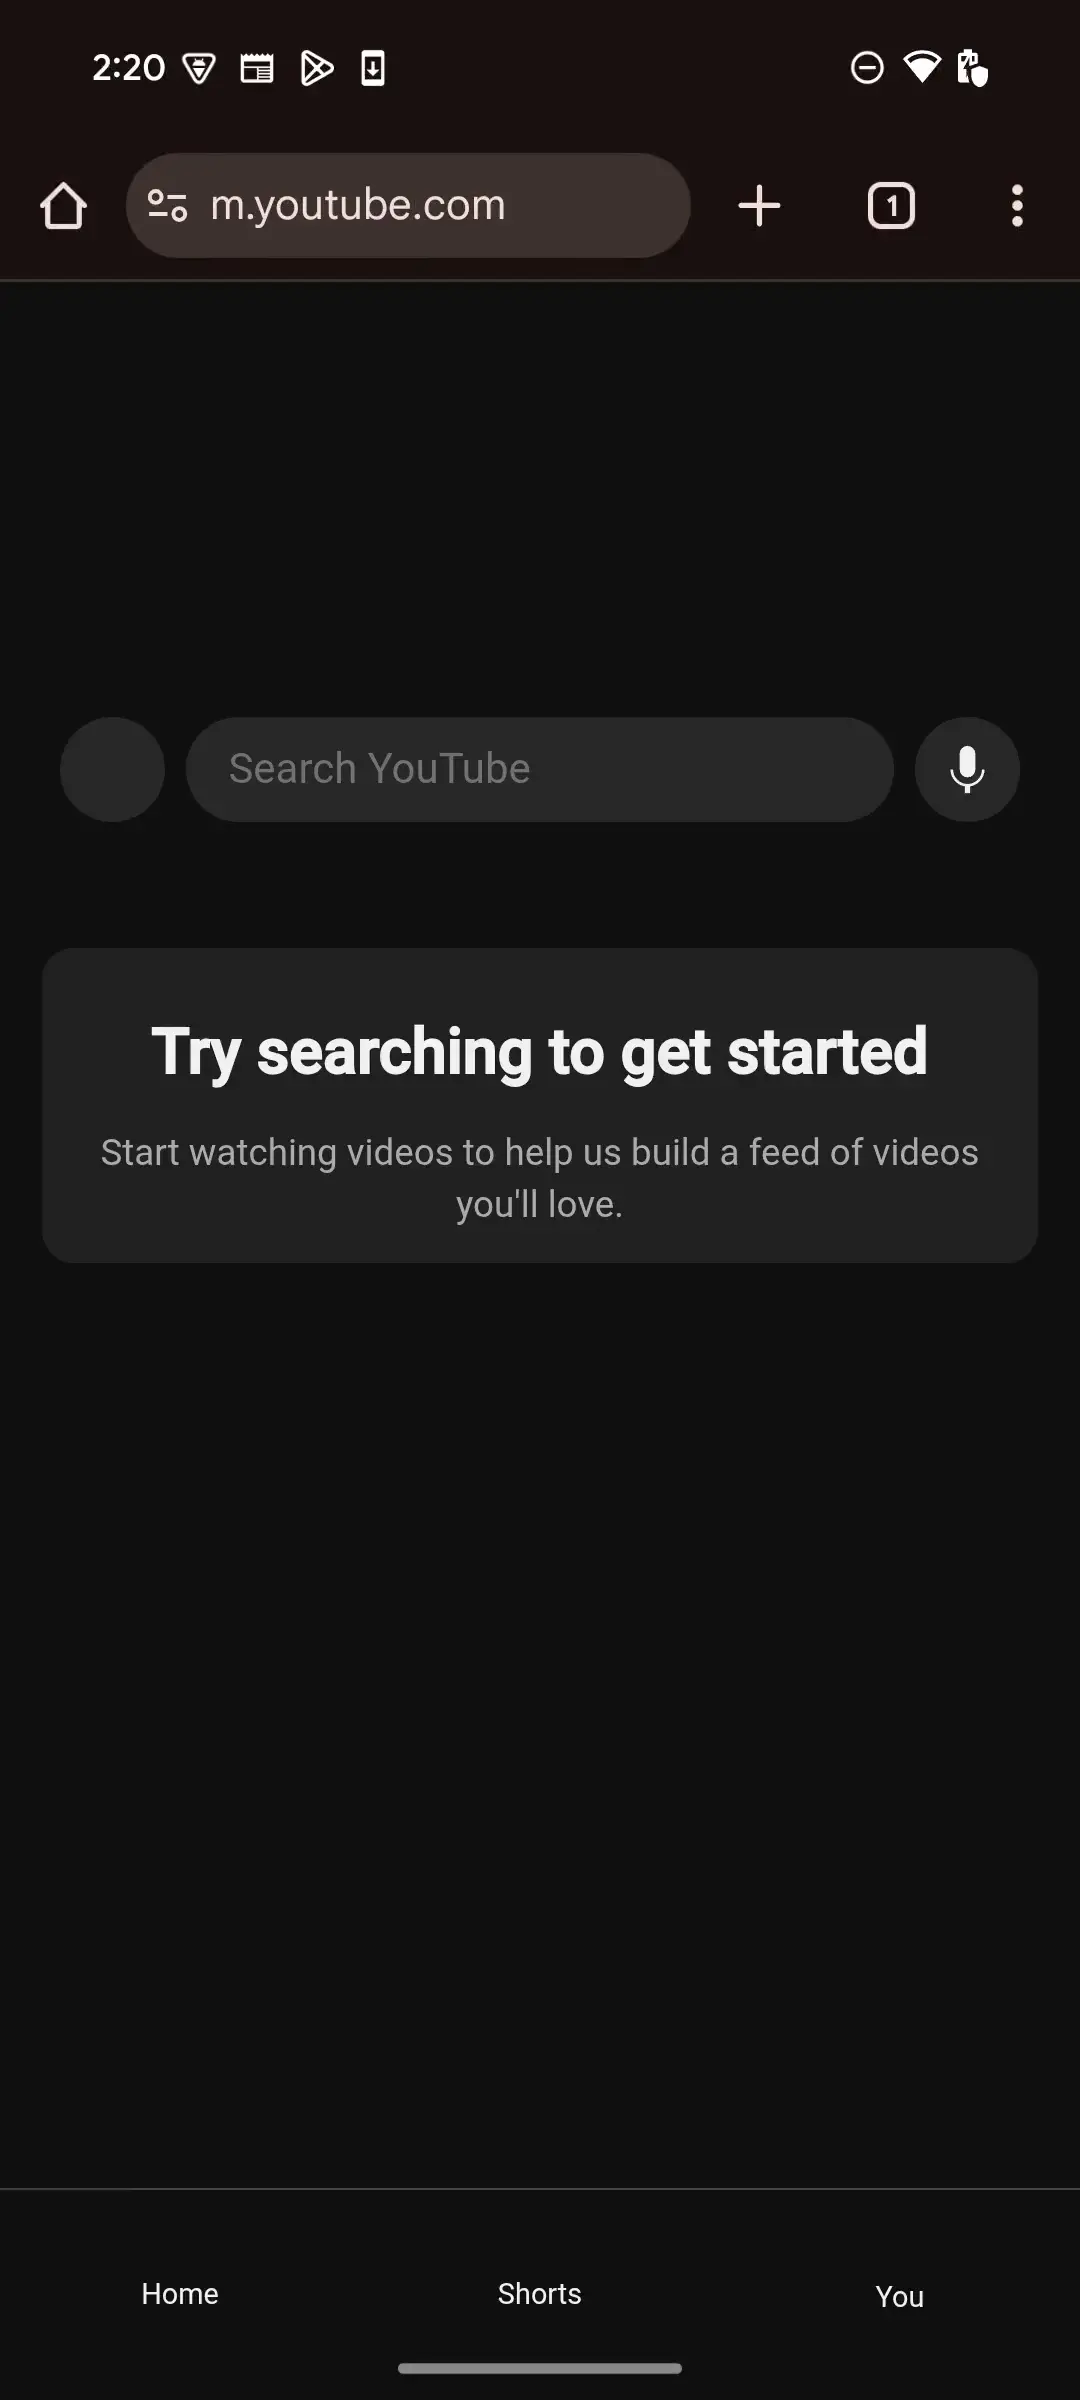 2:20
m.youtube.com
1
Search YouTube
Try searching to get started
Start watching videos to help us build a feed of videos
you'll love.
Home
Shorts
You